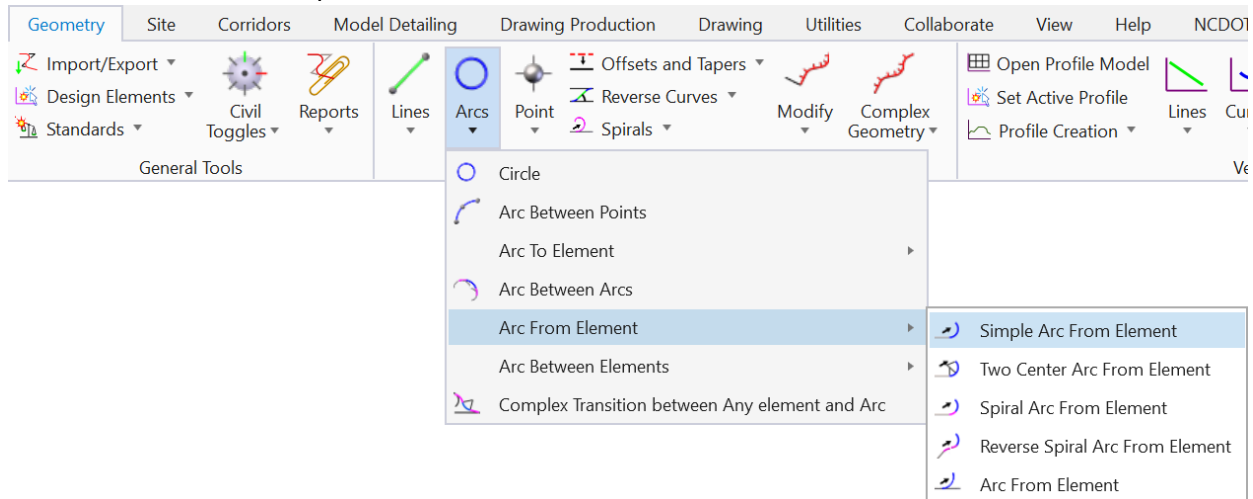 Geometry Site Corridors Model Detailing Drawing Production Drawing Utilities Collaborate View Help NCDOT
Import/Export
Design Elements
Standards
Civil
Toggles
Reports
General Tools
Lines
Arcs
Point
Offsets and Tapers
Reverse Curves
Spirals
Modify
Complex
Geometry
Open Profile Model
Set Active Profile
Profile Creation
Lines
Circle
Arc Between Points
Arc To Element
Arc Between Arcs
Arc From Element
Arc Between Elements
Complex Transition between Any element and Arc
Simple Arc From Element
Two Center Arc From Element
Spiral Arc From Element
Reverse Spiral Arc From Element
Arc From Element